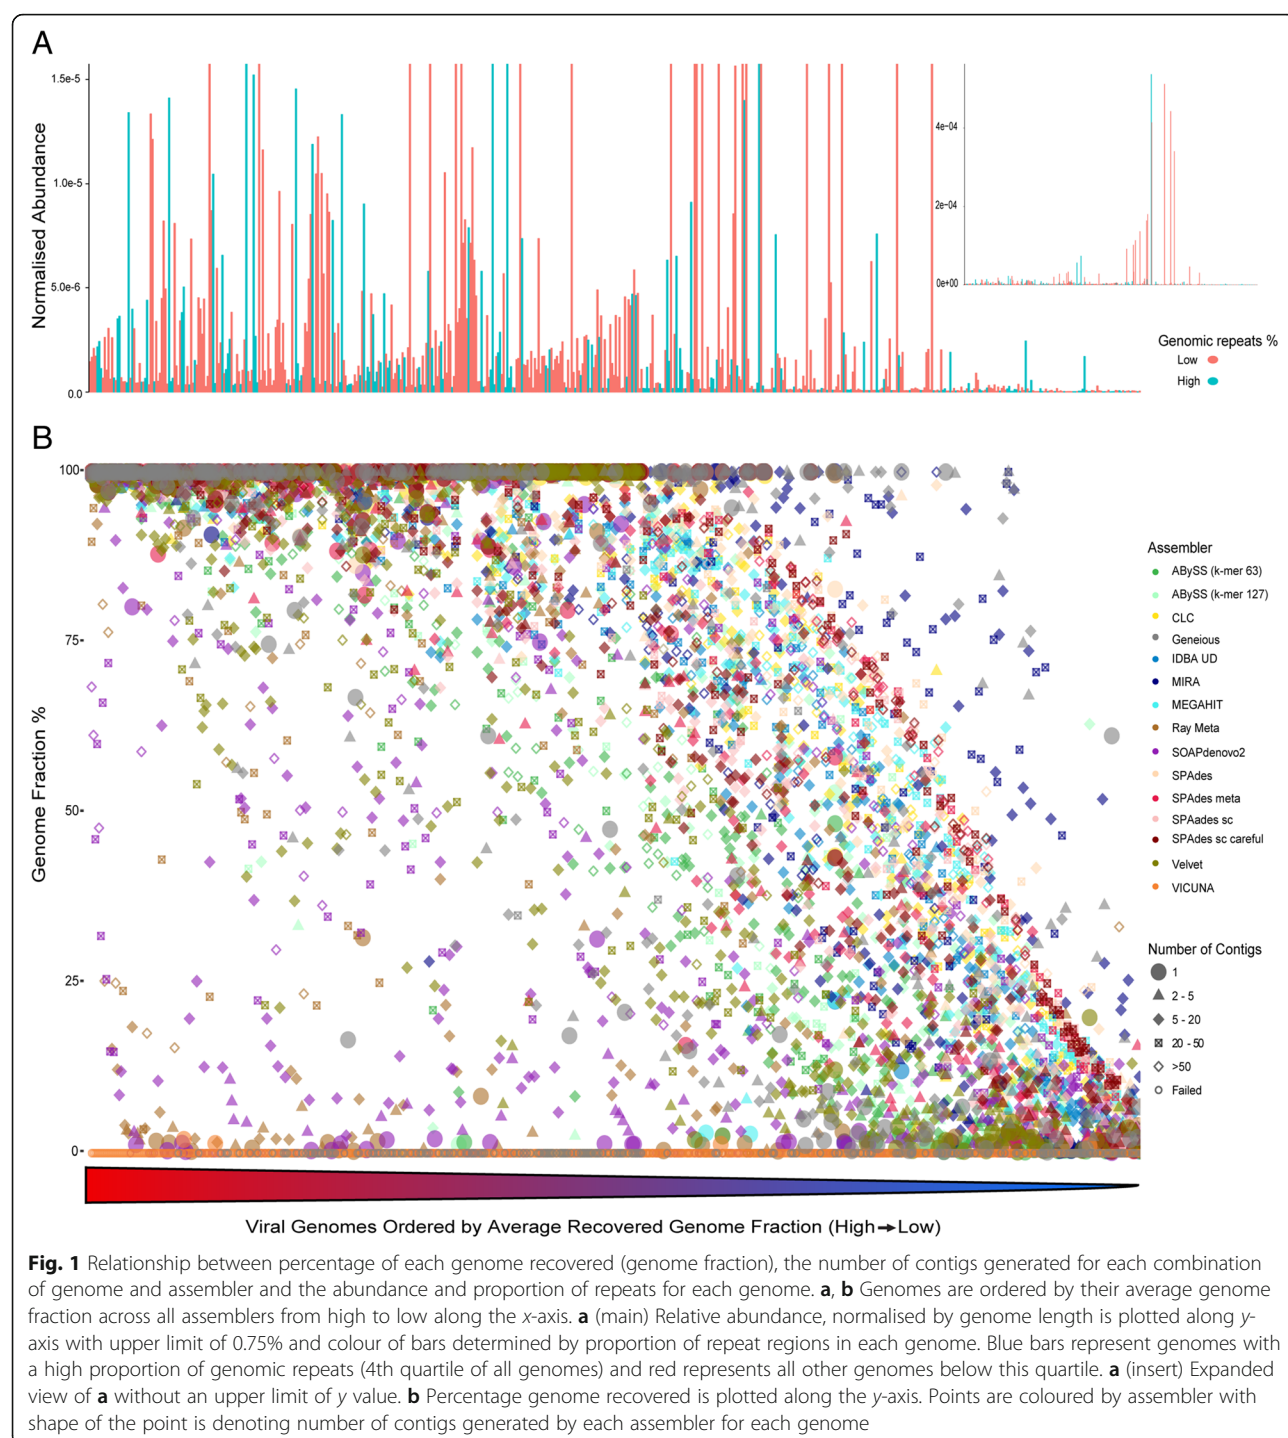 A
Normalised Abundance
1.5e-5
1.0e-5
5.0e-6
0.0
4e-04
2e-04
0e+00
Genomic repeats %
Low
High
B
Genome Fraction %
100
75
50
25
0
Assembler
ABySS (k-mer 63)
ABySS (k-mer 127)
CLC
Geneious
IDBA UD
MIRA
MEGAHIT
Ray Meta
SOAPdenovo2
SPAdes
SPAdes meta
SPAades sc
SPAdes sc careful
Velvet
VICUNA
Number of Contigs
1
2 - 5
5 - 20
20 - 50
>50
Failed
Viral Genomes Ordered by Average Recovered Genome Fraction (High→Low)
Fig. 1 Relationship between percentage of each genome recovered (genome fraction), the number of contigs generated for each combination
of genome and assembler and the abundance and proportion of repeats for each genome. a, b Genomes are ordered by their average genome
fraction across all assemblers from high to low along the x-axis. a (main) Relative abundance, normalised by genome length is plotted along y-
axis with upper limit of 0.75% and colour of bars determined by proportion of repeat regions in each genome. Blue bars represent genomes with
a high proportion of genomic repeats (4th quartile of all genomes) and red represents all other genomes below this quartile. a (insert) Expanded
view of a without an upper limit of y value. b Percentage genome recovered is plotted along the y-axis. Points are coloured by assembler with
shape of the point is denoting number of contigs generated by each assembler for each genome